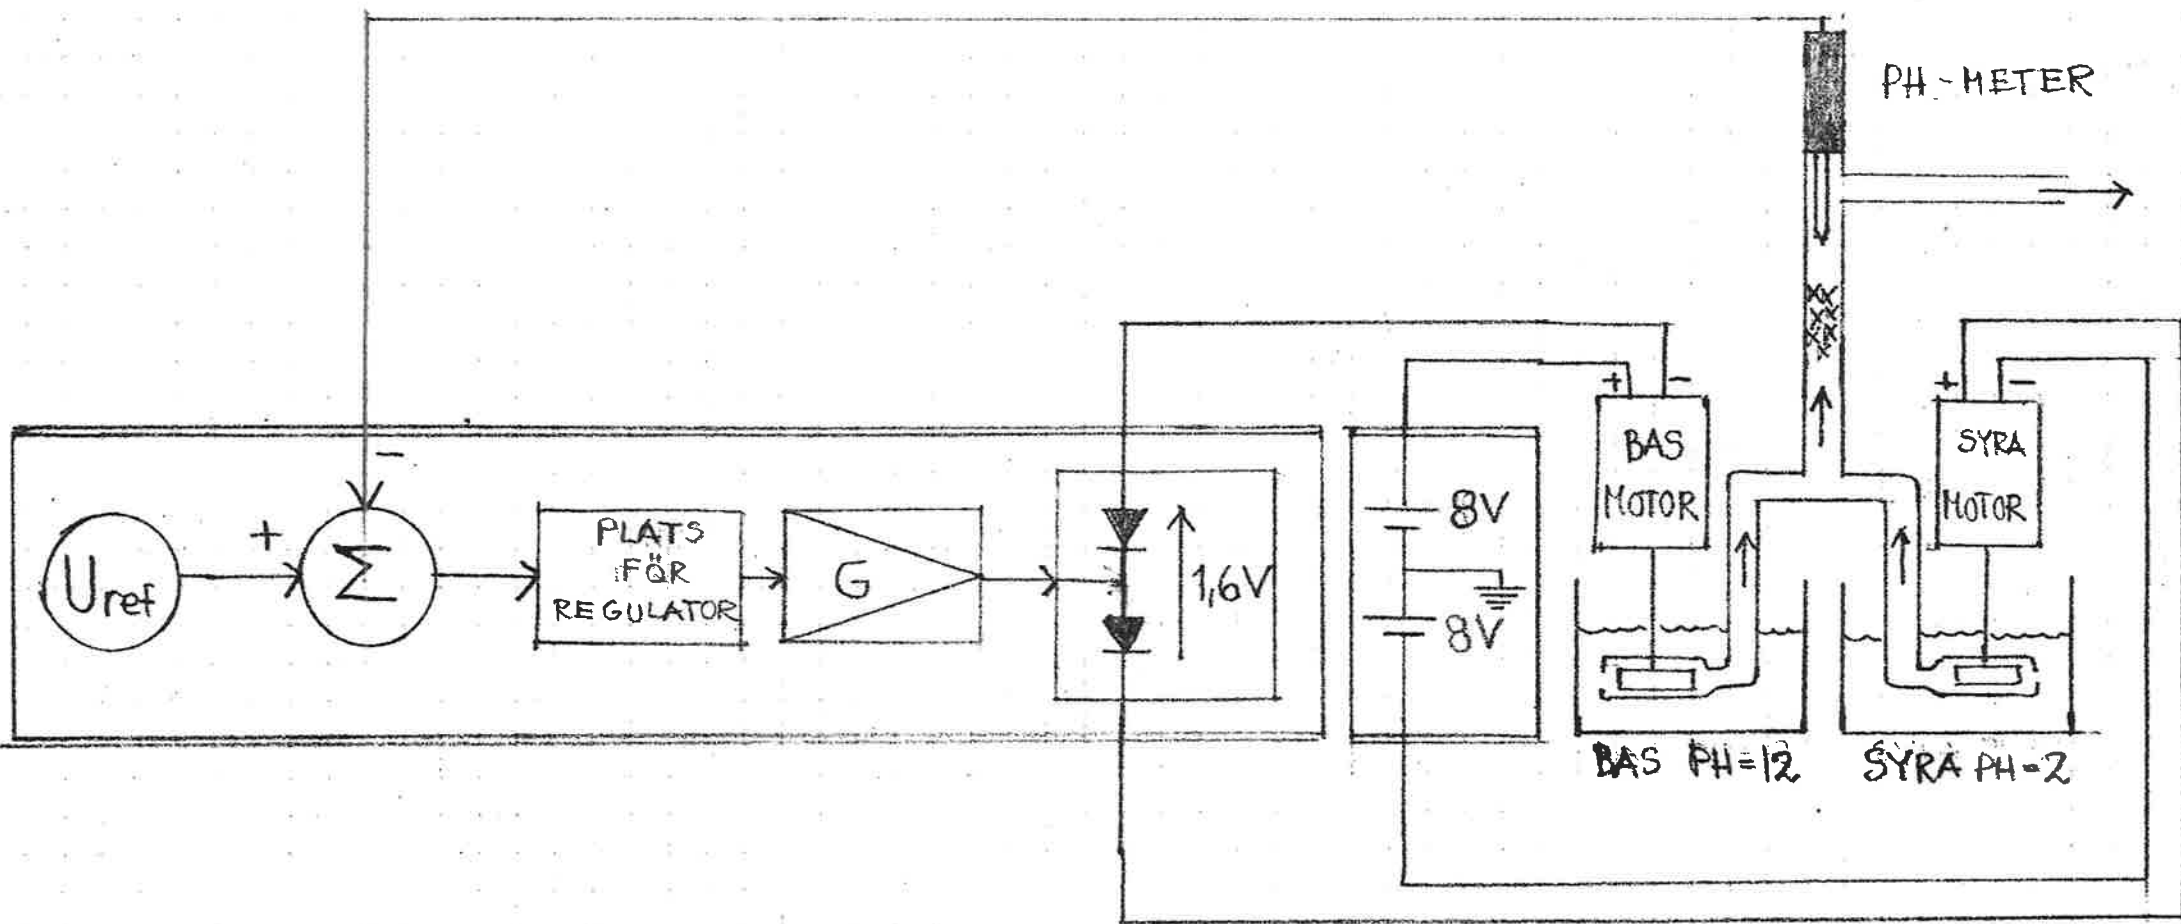 PH-METER
+
-
BAS
MOTOR
+
-
SYRA
MOTOR
-
+
Uref
Σ
PLATS
FÖR
REGULATOR
G
1,6V
8V
8V
BAS PH=12
SYRA PH=2